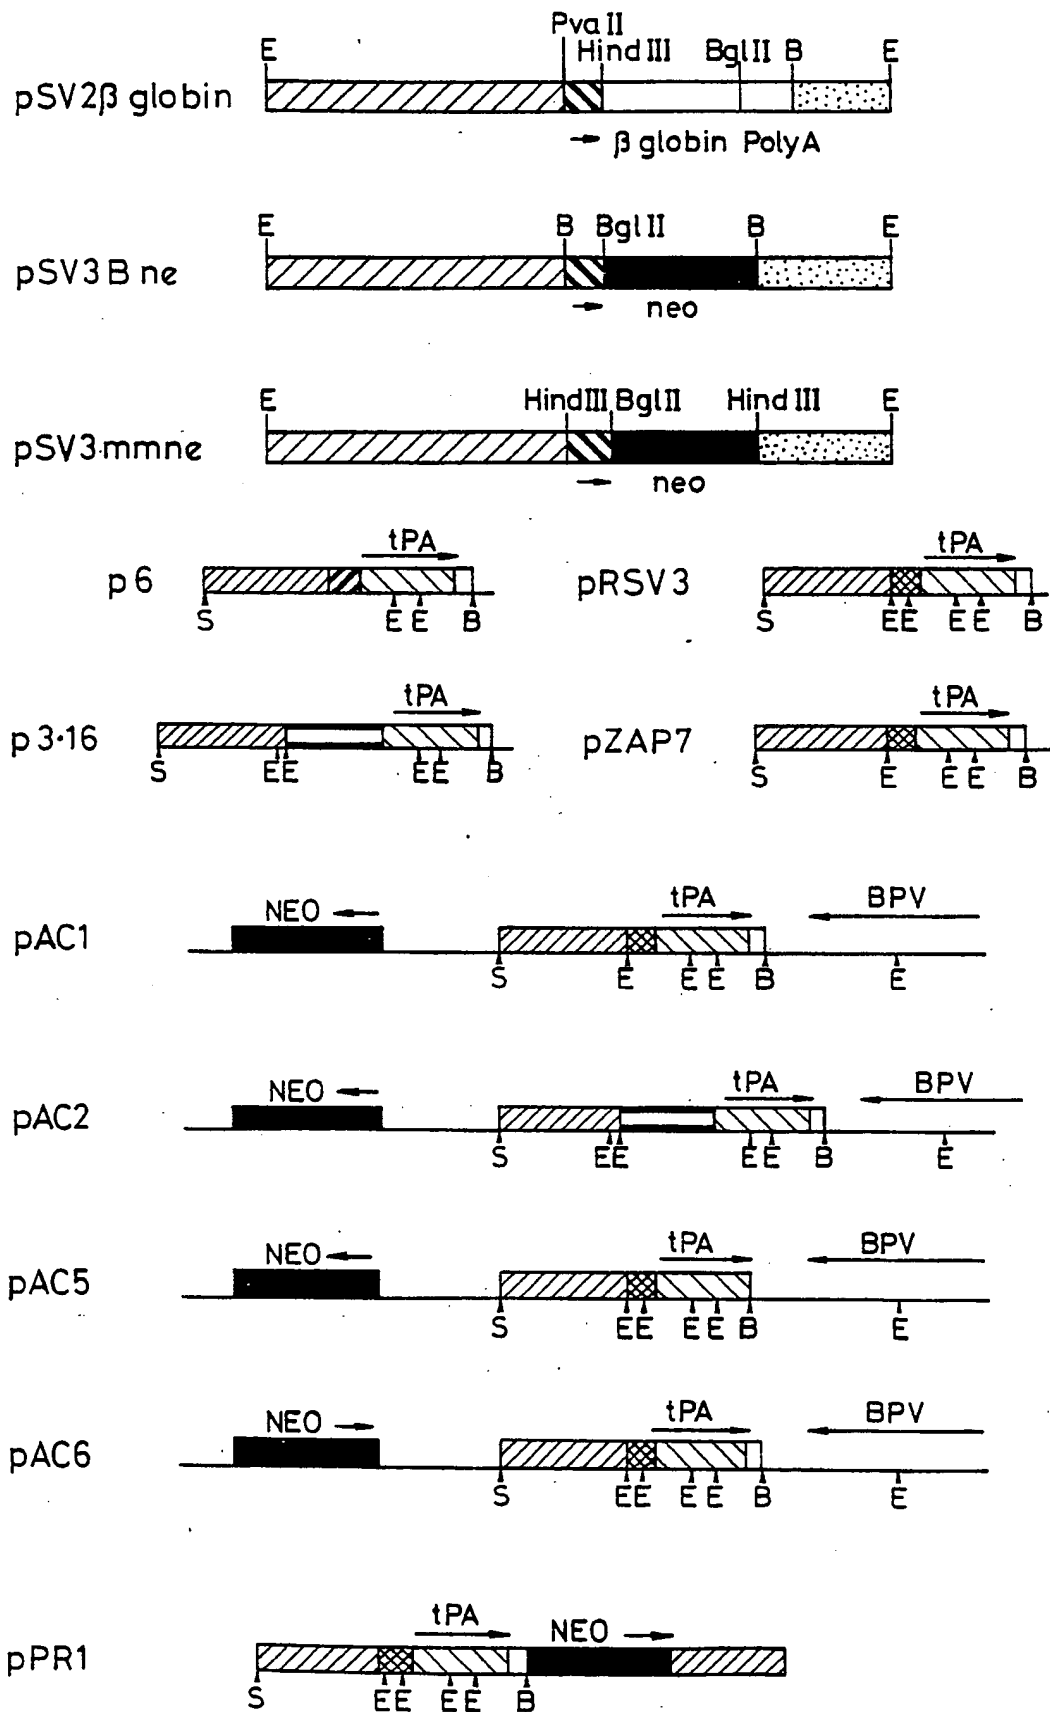 Pva II
E Hind III Bgl II B E
pSV2β globin
β globin PolyA
E B Bgl II B E
pSV3 B ne
neo
E Hind III Bgl II Hind III E
pSV3·mmne
neo
tPA tPA
p6 pRSV3
S E E B S E E E E B
tPA tPA
p3·16 pZAP7
S E E E E B S E E E B
NEO tPA BPV
pAC1
S E E E B E
NEO tPA BPV
pAC2
S E E E E B E
NEO tPA BPV
pAC5
S E E E E B E
NEO tPA BPV
pAC6
S E E E E B E
tPA NEO
pPR1
S E E E E B